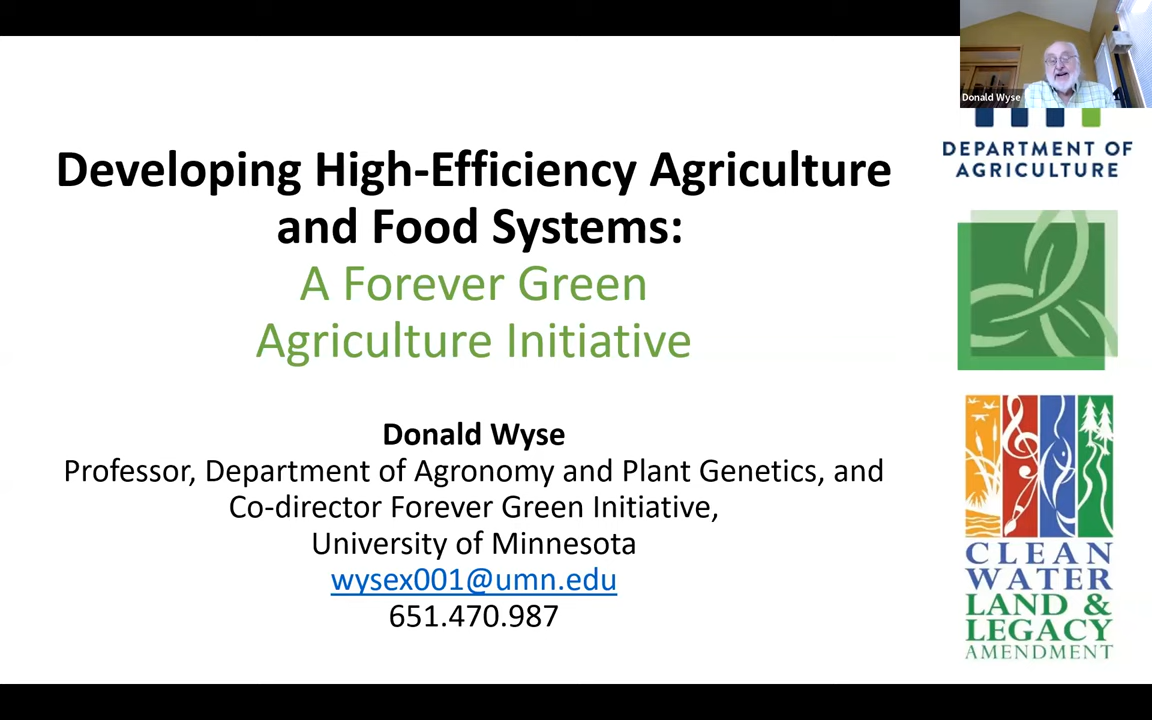 Donald Wyse
Developing High-Efficiency Agriculture
and Food Systems:
A Forever Green
Agriculture Initiative
Donald Wyse
Professor, Department of Agronomy and Plant Genetics, and
Co-director Forever Green Initiative,
University of Minnesota
wysex001@umn.edu
651.470.987
DEPARTMENT OF
AGRICULTURE
CLEAN
WATER
LAND &
LEGACY
AMENDMENT